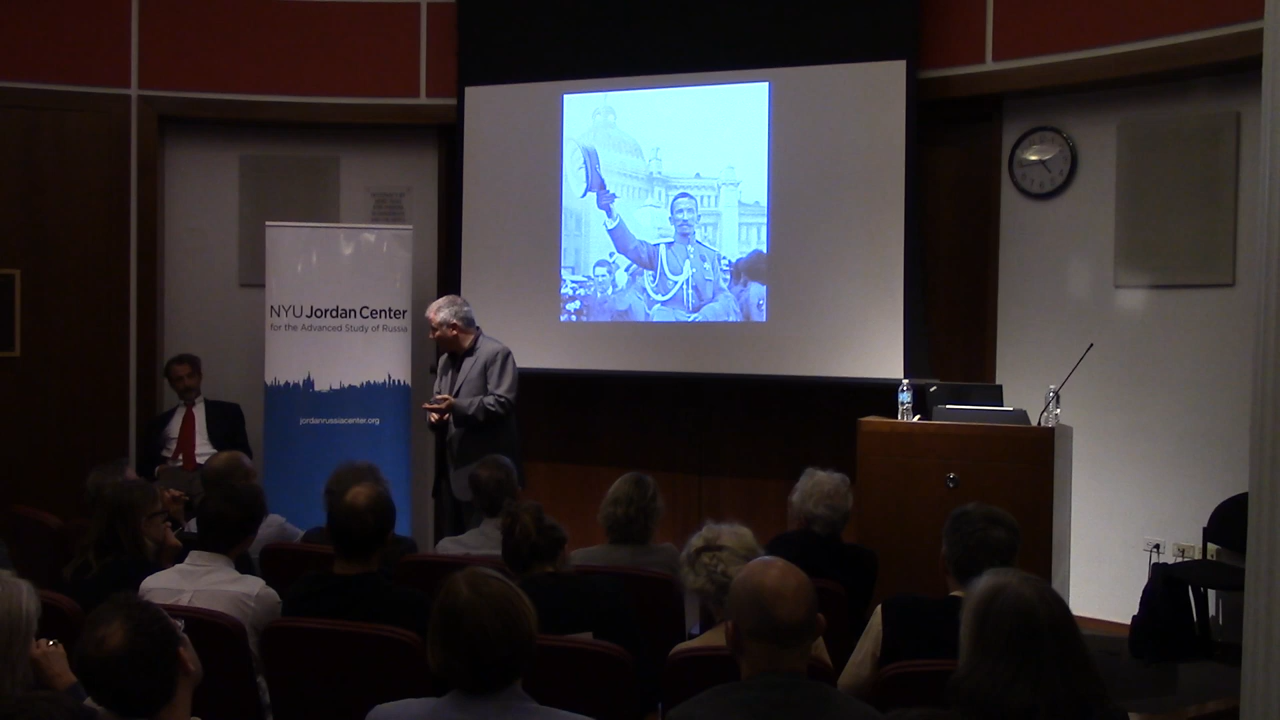 NYU Jordan Center
for the Advanced Study of Russia
jordanrussiacenter.org